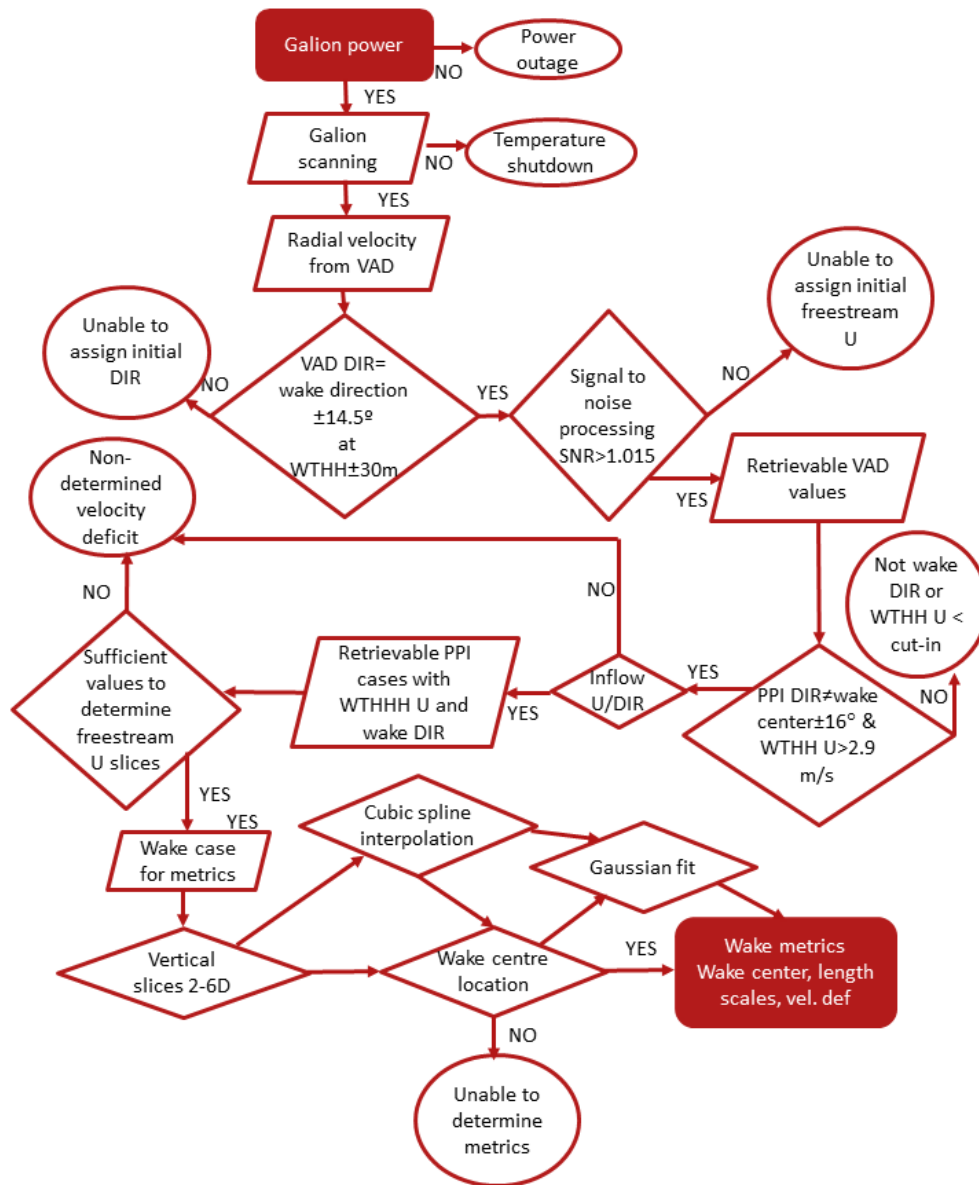 Galion power
NO
Power
outage
YES
Galion
scanning
NO
Temperature
shutdown
YES
Radial velocity
from VAD
Unable to
assign initial
DIR
NO
VAD DIR=
wake direction
±14.5º
at
WTHH±30m
YES
Signal to
noise
processing
SNR>1.015
NO
Unable to
assign initial
freestream
U
YES
Retrievable VAD
values
Non-
determined
velocity
deficit
NO
Not wake
DIR or
WTHH U <
cut-in
NO
PPI DIR≠wake
center±16° &
WTHH U>2.9
m/s
YES
Inflow
U/DIR
NO
YES
Retrievable PPI
cases with
WTHHH U and
wake DIR
Sufficient
values to
determine
freestream
U slices
YES
YES
Wake case
for metrics
Vertical
slices 2-6D
Cubic spline
interpolation
Wake centre
location
Gaussian fit
YES
Wake metrics
Wake center, length
scales, vel. def
NO
Unable to
determine
metrics